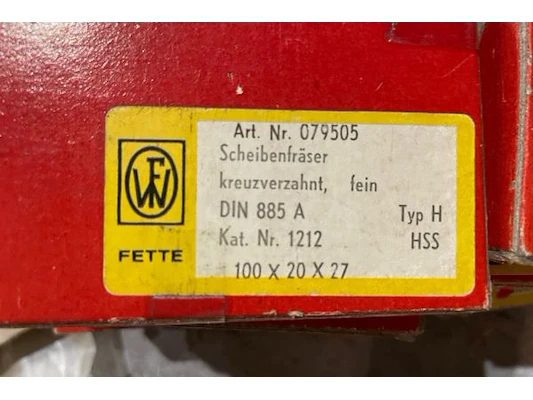 Art. Nr. 079505
Scheibenfräser
kreuzverzahnt, fein
DIN 885 A Typ H
Kat. Nr. 1212 HSS
100 X 20 X 27
FETTE